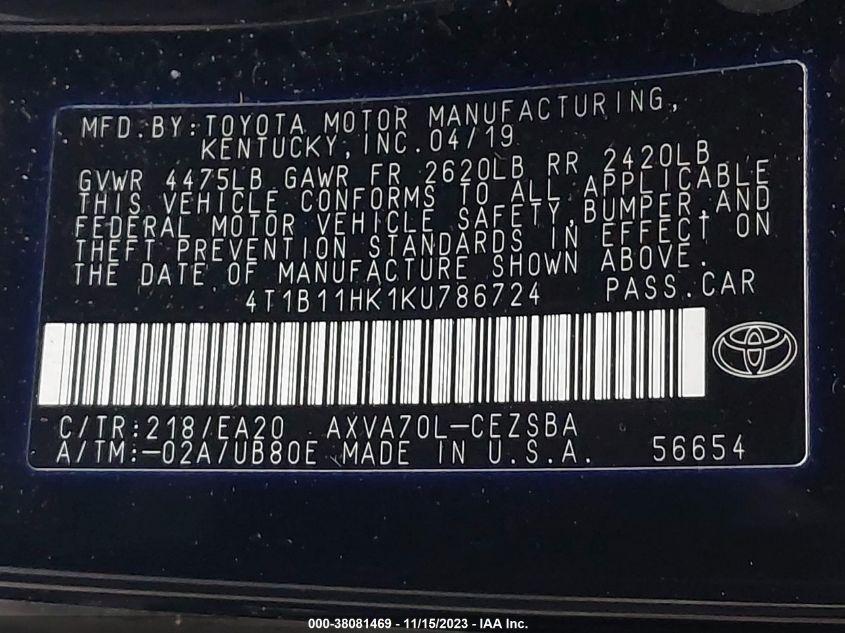 MFD.BY:TOYOTA MOTOR MANUFACTURING,
KENTUCKY, INC.04/19
GVWR 4475LB GAWR FR 2620LB RR 2420LB
THIS VEHICLE CONFORMS TO ALL APPLICABLE
FEDERAL MOTOR VEHICLE SAFETY,BUMPER,AND
THEFT PREVENTION STANDARDS IN EFFECT ON
THE DATE OF MANUFACTURE SHOWN ABOVE.
4T1B11HK1KU786724 PASS.CAR
C/TR:218/EA20 AXVA70L-CEZSBA
A/TM:-02A/UB80E MADE IN U.S.A. 56654
000-38081469 - 11/15/2023 - IAA Inc.